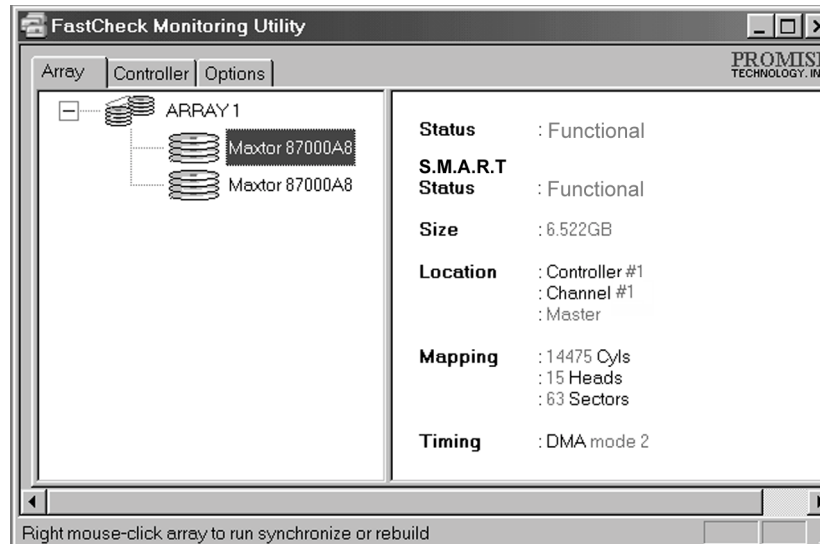 FastCheck Monitoring Utility
Array
Controller
Options
PROMIS
TECHNOLOGY, IN
ARRAY 1
Maxtor 87000A8
Maxtor 87000A8
Status : Functional
S.M.A.R.T
Status : Functional
Size : 6.522GB
Location : Controller #1
: Channel #1
: Master
Mapping : 14475 Cyls
: 15 Heads
: 63 Sectors
Timing : DMA mode 2
Right mouse-click array to run synchronize or rebuild